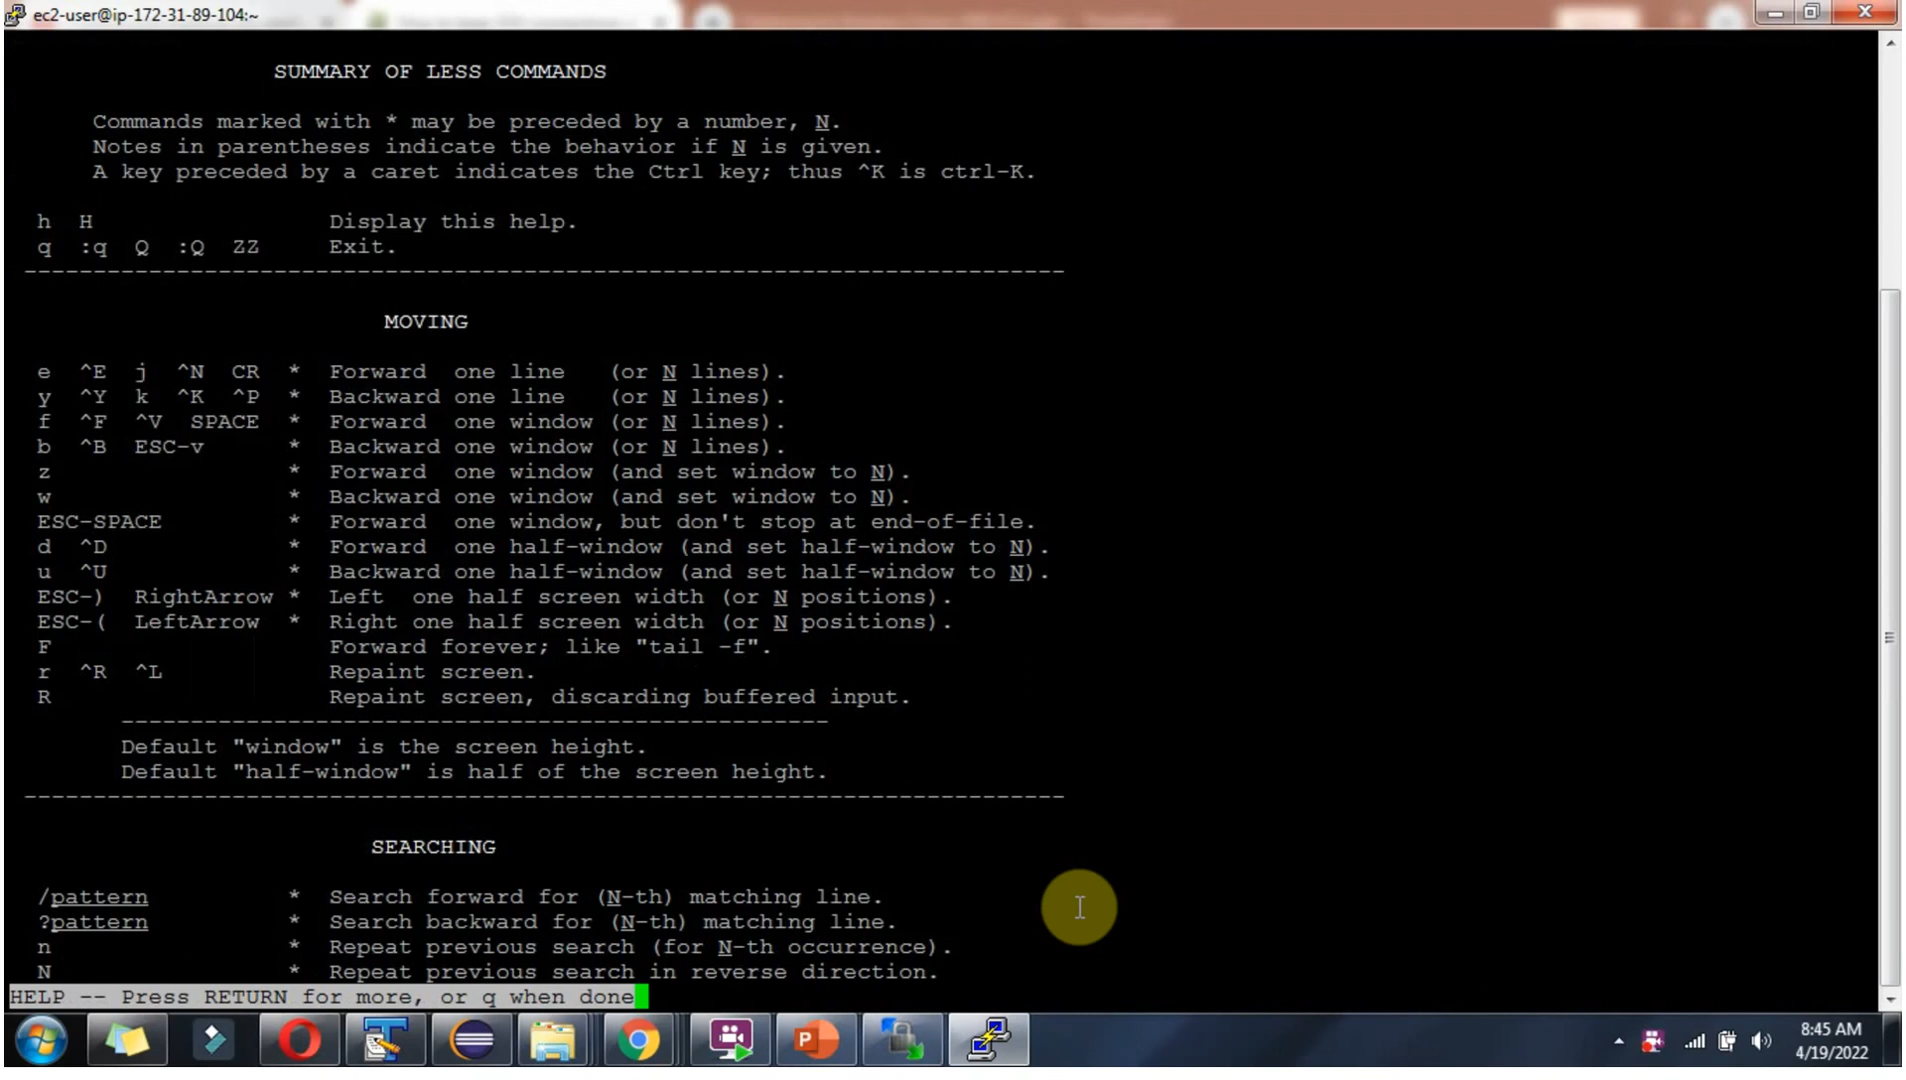 ec2-user@ip-172-31-89-104:~
SUMMARY OF LESS COMMANDS
Commands marked with * may be preceded by a number, N.
Notes in parentheses indicate the behavior if N is given.
A key preceded by a caret indicates the Ctrl key; thus ^K is ctrl-K.
h H Display this help.
q :q Q :Q ZZ Exit.
--------------------------------------------------------------------------
MOVING
e ^E j ^N CR * Forward one line (or N lines).
y ^Y k ^K ^P * Backward one line (or N lines).
f ^F ^V SPACE * Forward one window (or N lines).
b ^B ESC-v * Backward one window (or N lines).
z * Forward one window (and set window to N).
w * Backward one window (and set window to N).
ESC-SPACE * Forward one window, but don't stop at end-of-file.
d ^D * Forward one half-window (and set half-window to N).
u ^U * Backward one half-window (and set half-window to N).
ESC-) RightArrow * Left one half screen width (or N positions).
ESC-( LeftArrow * Right one half screen width (or N positions).
F Forward forever; like "tail -f".
r ^R ^L Repaint screen.
R Repaint screen, discarding buffered input.
---------------------------------------------------
Default "window" is the screen height.
Default "half-window" is half of the screen height.
--------------------------------------------------------------------------
SEARCHING
/pattern * Search forward for (N-th) matching line.
?pattern * Search backward for (N-th) matching line.
n * Repeat previous search (for N-th occurrence).
N * Repeat previous search in reverse direction.
HELP -- Press RETURN for more, or q when done
8:45 AM
4/19/2022